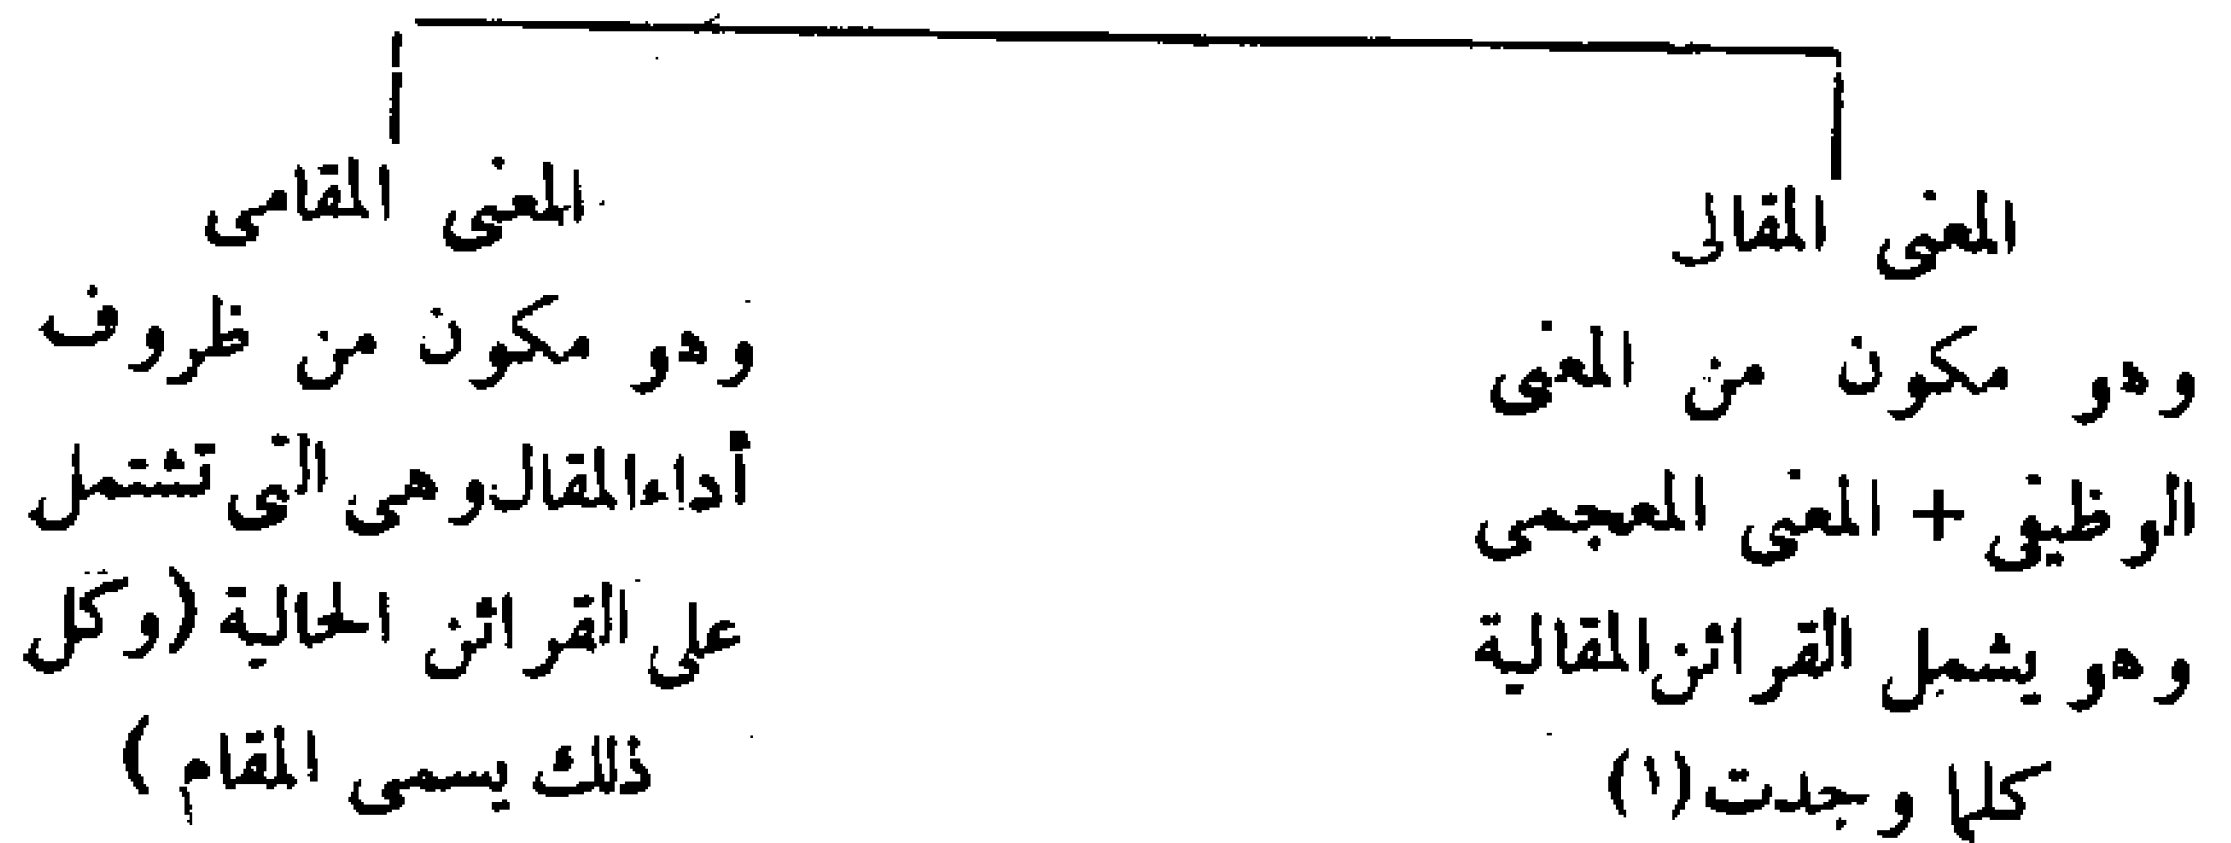 المعنى المقالى
وهو مكون من المعنى
الوظيفى + المعنى المعجمى
وهو يشمل القرائن المقالية
كلما وجدت (١)
المعنى المقامى
وهو مكون من ظروف
أداء المقال وهى التى تشتمل
على القرائن الحالية (وكل
ذلك يسمى المقام )